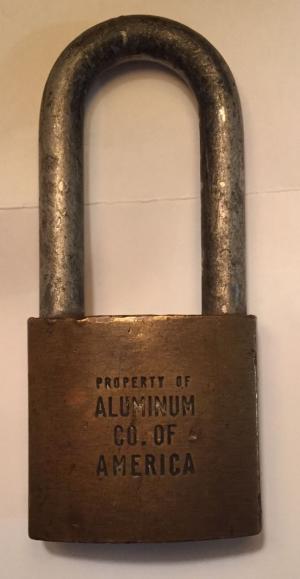 PROPERTY OF
ALUMINUM
CO. OF
AMERICA